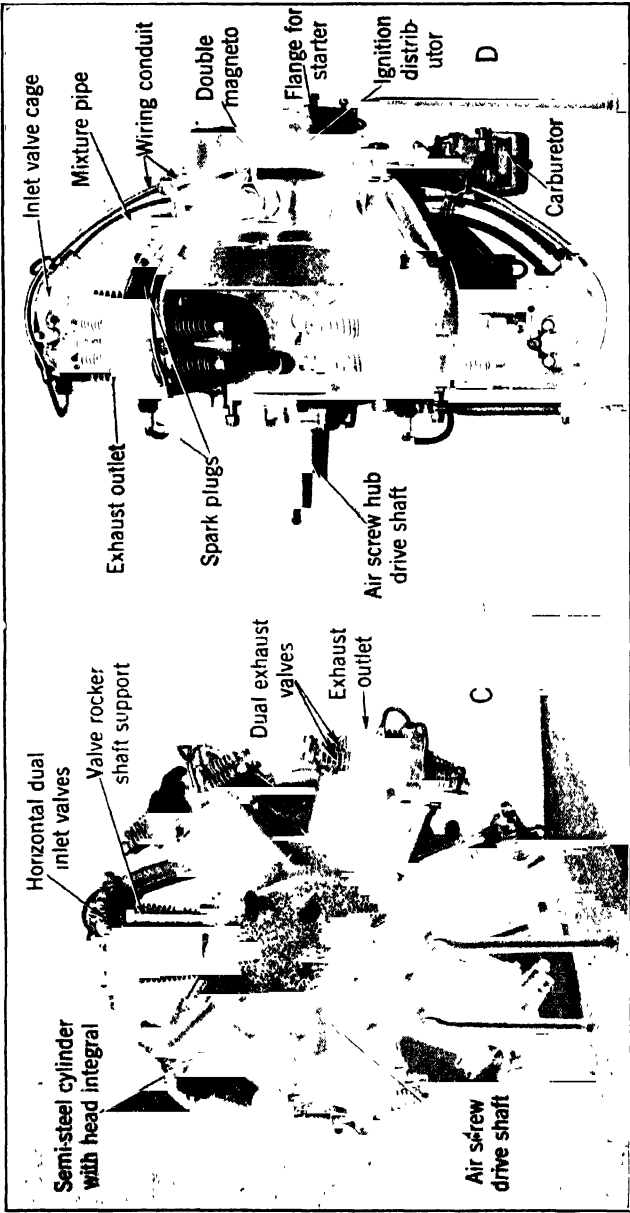 Semi-steel cylinder
with head integral
Horizontal dual
inlet valves
Valve rocker
shaft support
Dual exhaust
valves
Exhaust
outlet
Air screw
drive shaft
C
Exhaust outlet
Inlet valve cage
Mixture pipe
Wiring conduit
Double
magneto
Flange for
starter
Ignition
distrib-
utor
Spark plugs
Air screw hub
drive shaft
Carburetor
D